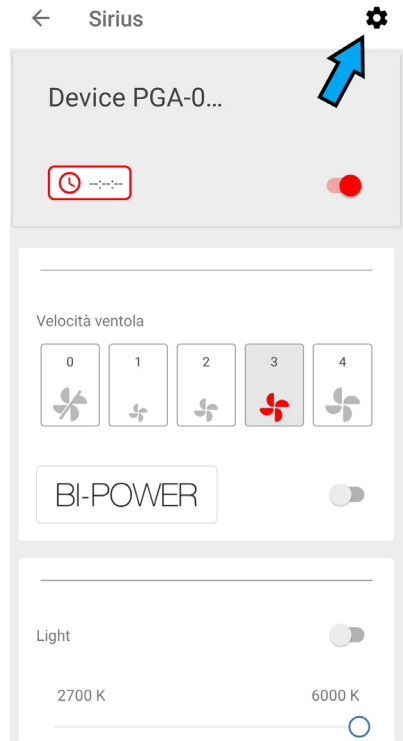 Sirius
Device PGA-0...
--:--:--
Velocità ventola
0 1 2 3 4
BI-POWER
Light
2700 K 6000 K